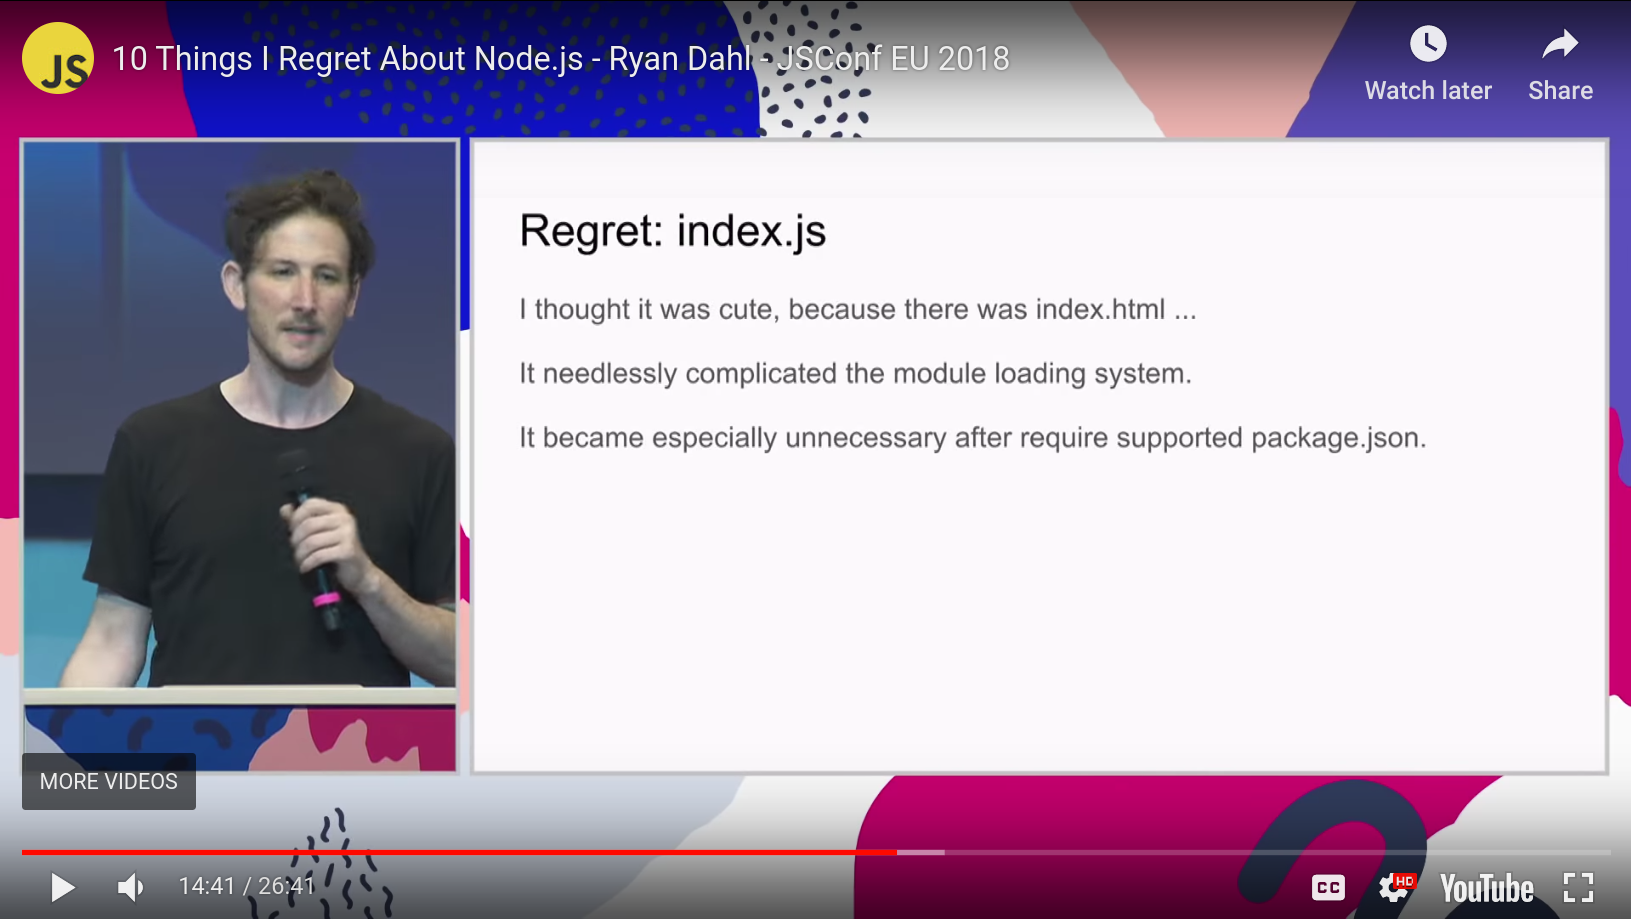 JS
10 Things I Regret About Node.js - Ryan Dahl - JSConf EU 2018
Watch later
Share
Regret: index.js
I thought it was cute, because there was index.html ...
It needlessly complicated the module loading system.
It became especially unnecessary after require supported package.json.
MORE VIDEOS
14:41 / 26:41
CC
HD
YouTube